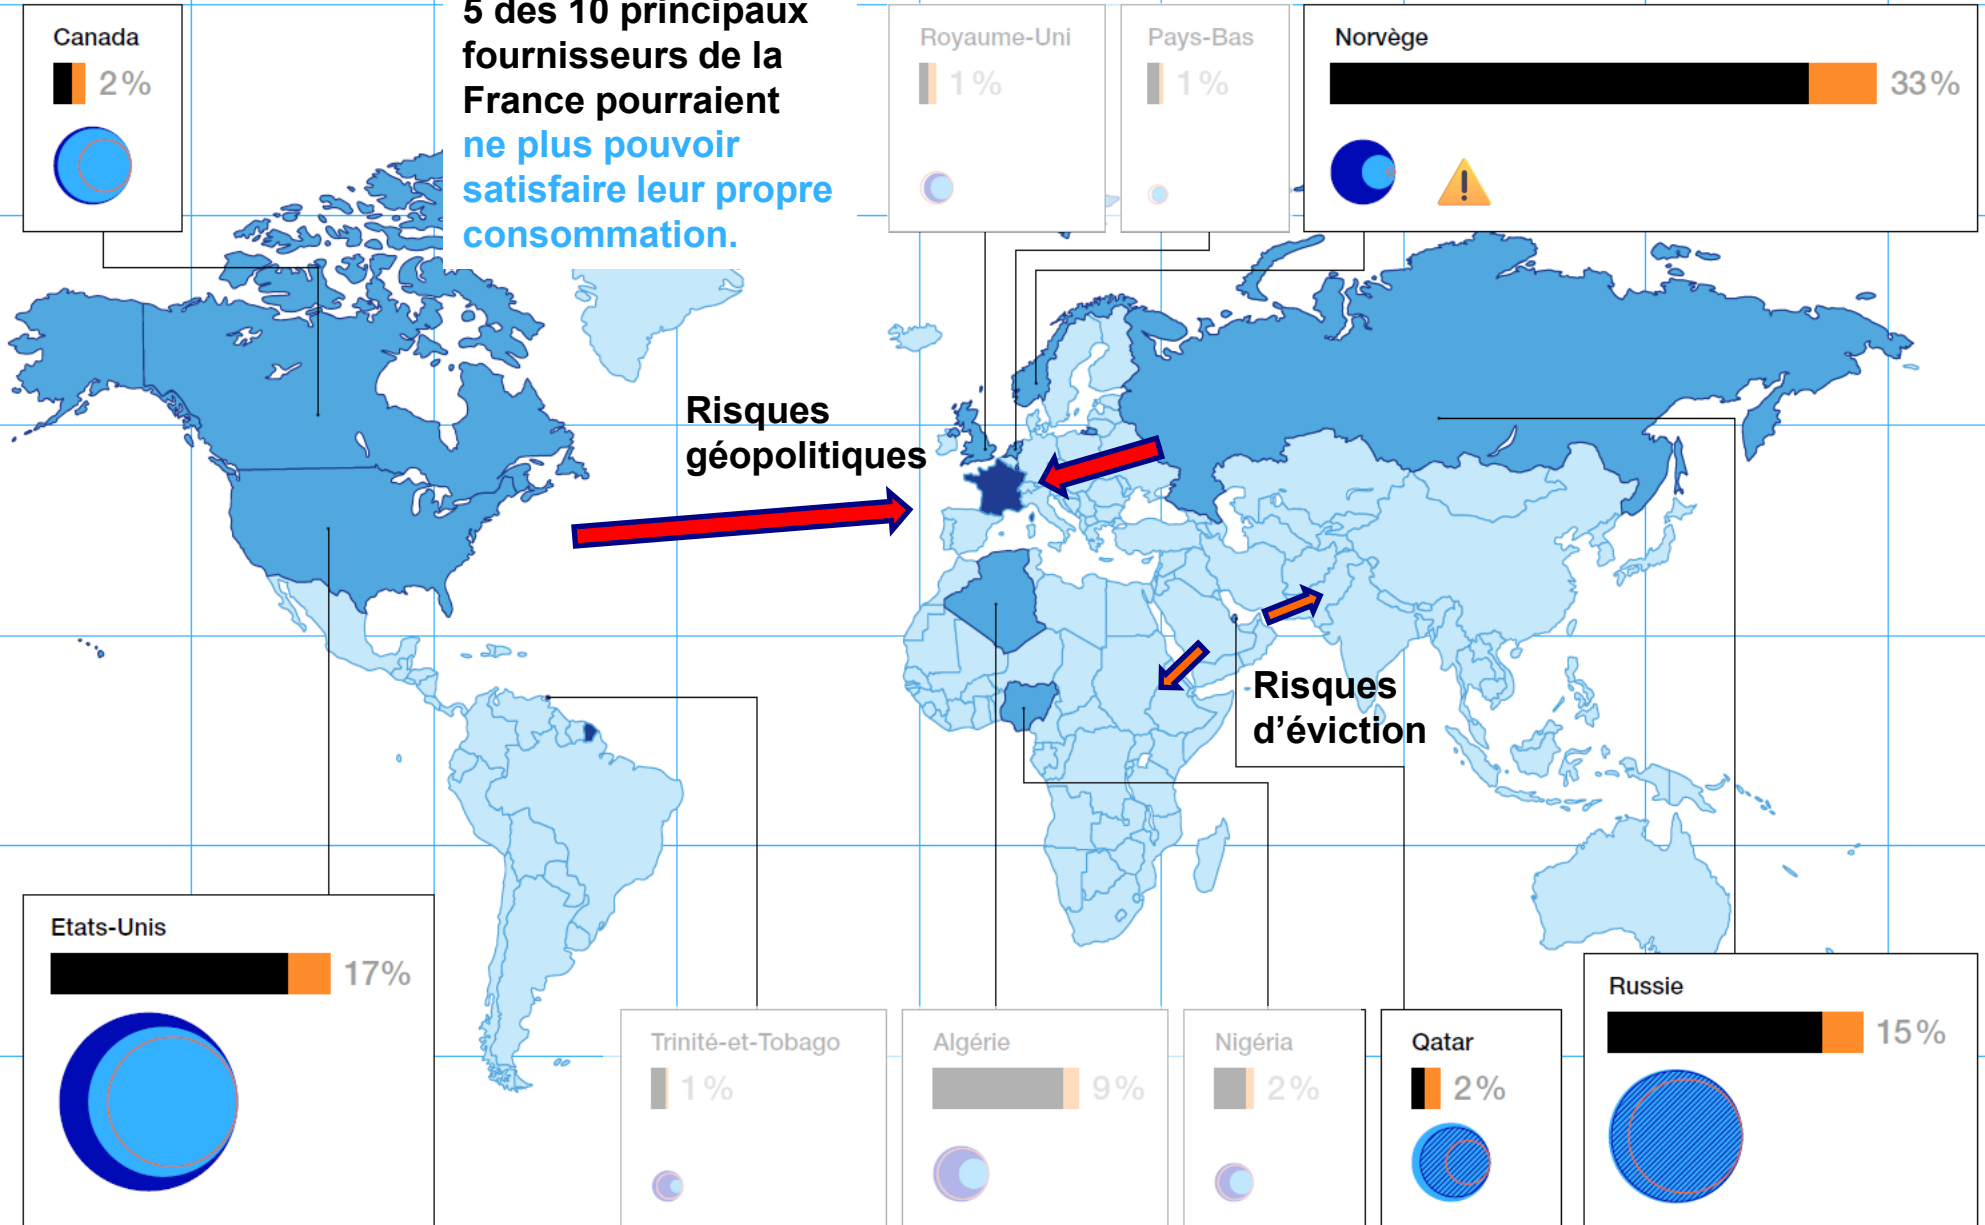 5 des 10 principaux
fournisseurs de la
France pourraient
ne plus pouvoir
satisfaire leur propre
consommation.
Canada
2%
Royaume-Uni
1%
Pays-Bas
1%
Norvège
33%
Risques
géopolitiques
Risques
d’éviction
Etats-Unis
17%
Trinité-et-Tobago
1%
Algérie
9%
Nigéria
2%
Qatar
2%
Russie
15%